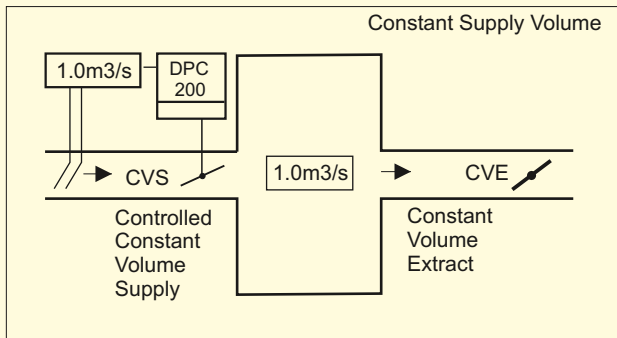 Constant Supply Volume
1.0m3/s
DPC
200
CVS
1.0m3/s
CVE
Controlled
Constant
Volume
Supply
Constant
Volume
Extract